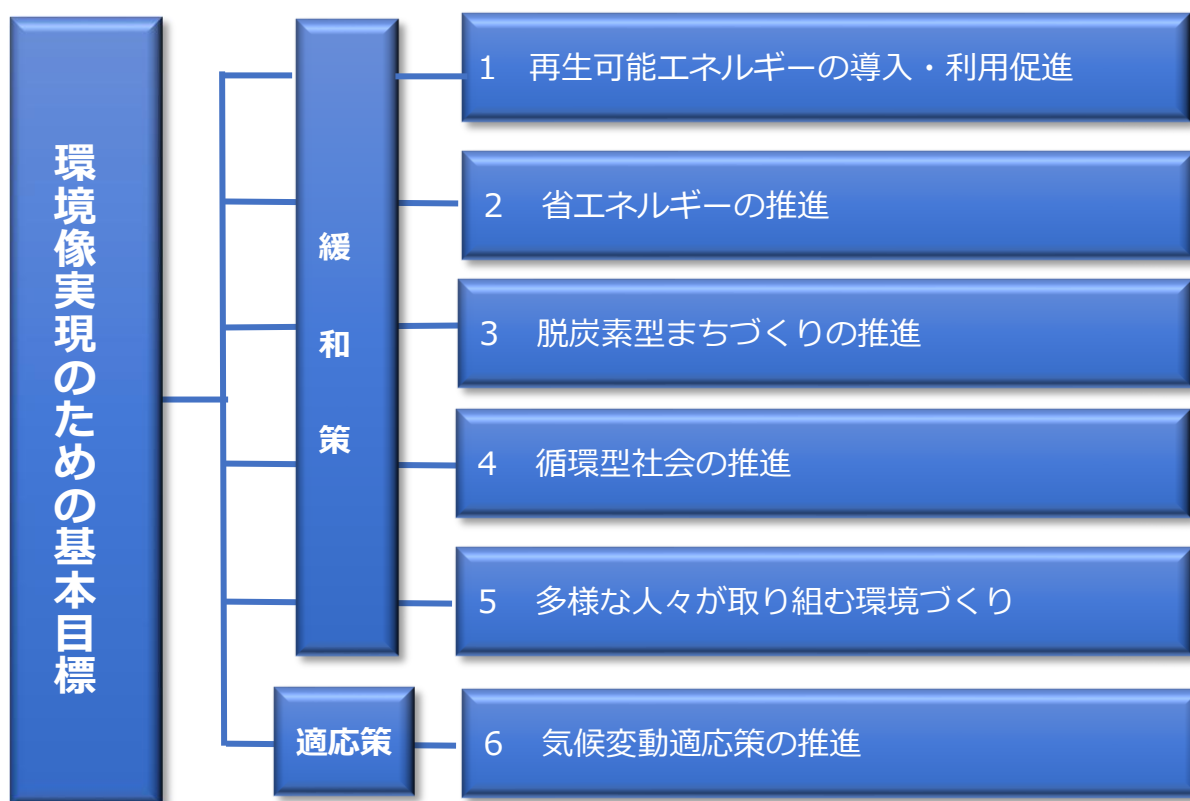 環境像実現のための基本目標
緩和策
1 再生可能エネルギーの導入・利用促進
2 省エネルギーの推進
3 脱炭素型まちづくりの推進
4 循環型社会の推進
5 多様な人々が取り組む環境づくり
適応策
6 気候変動適応策の推進